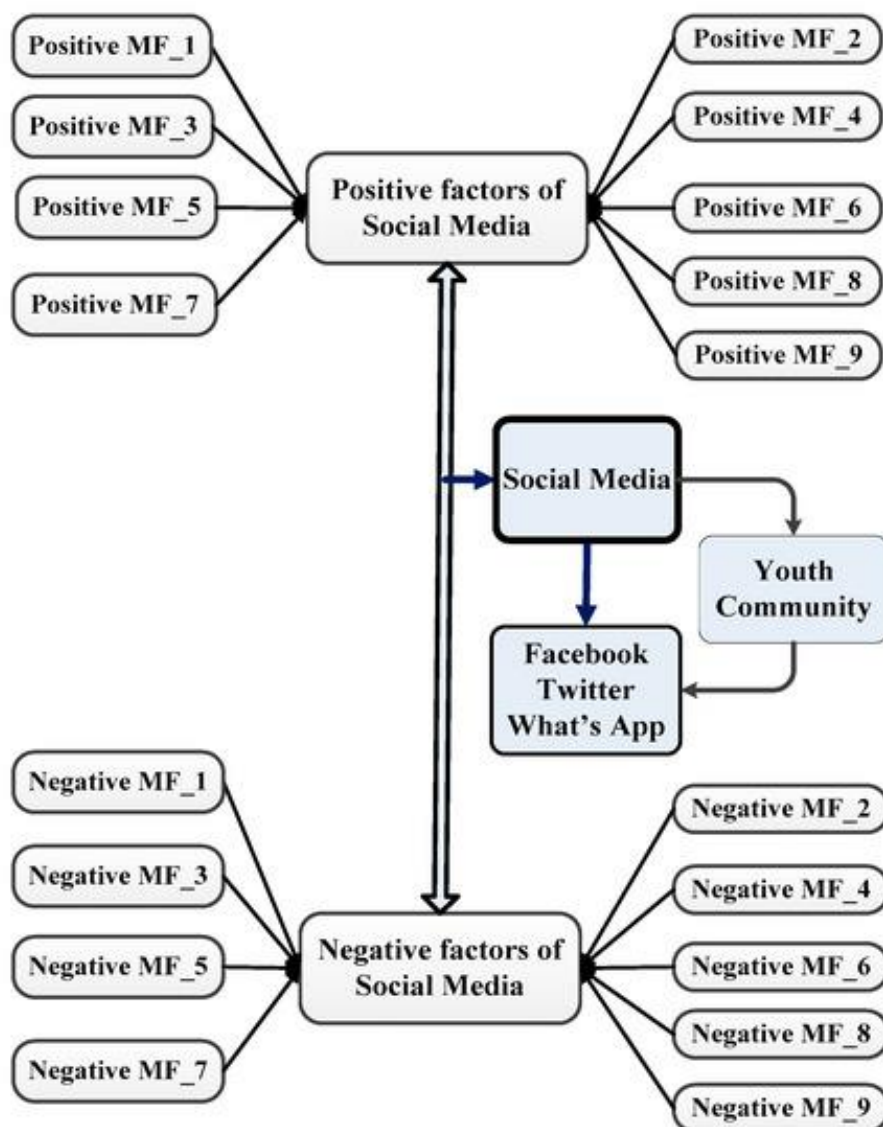 Positive MF_1
Positive MF_3
Positive MF_5
Positive MF_7
Positive factors of
Social Media
Positive MF_2
Positive MF_4
Positive MF_6
Positive MF_8
Positive MF_9
Social Media
Youth
Community
Facebook
Twitter
What's App
Negative MF_1
Negative MF_3
Negative MF_5
Negative MF_7
Negative factors of
Social Media
Negative MF_2
Negative MF_4
Negative MF_6
Negative MF_8
Negative MF_9